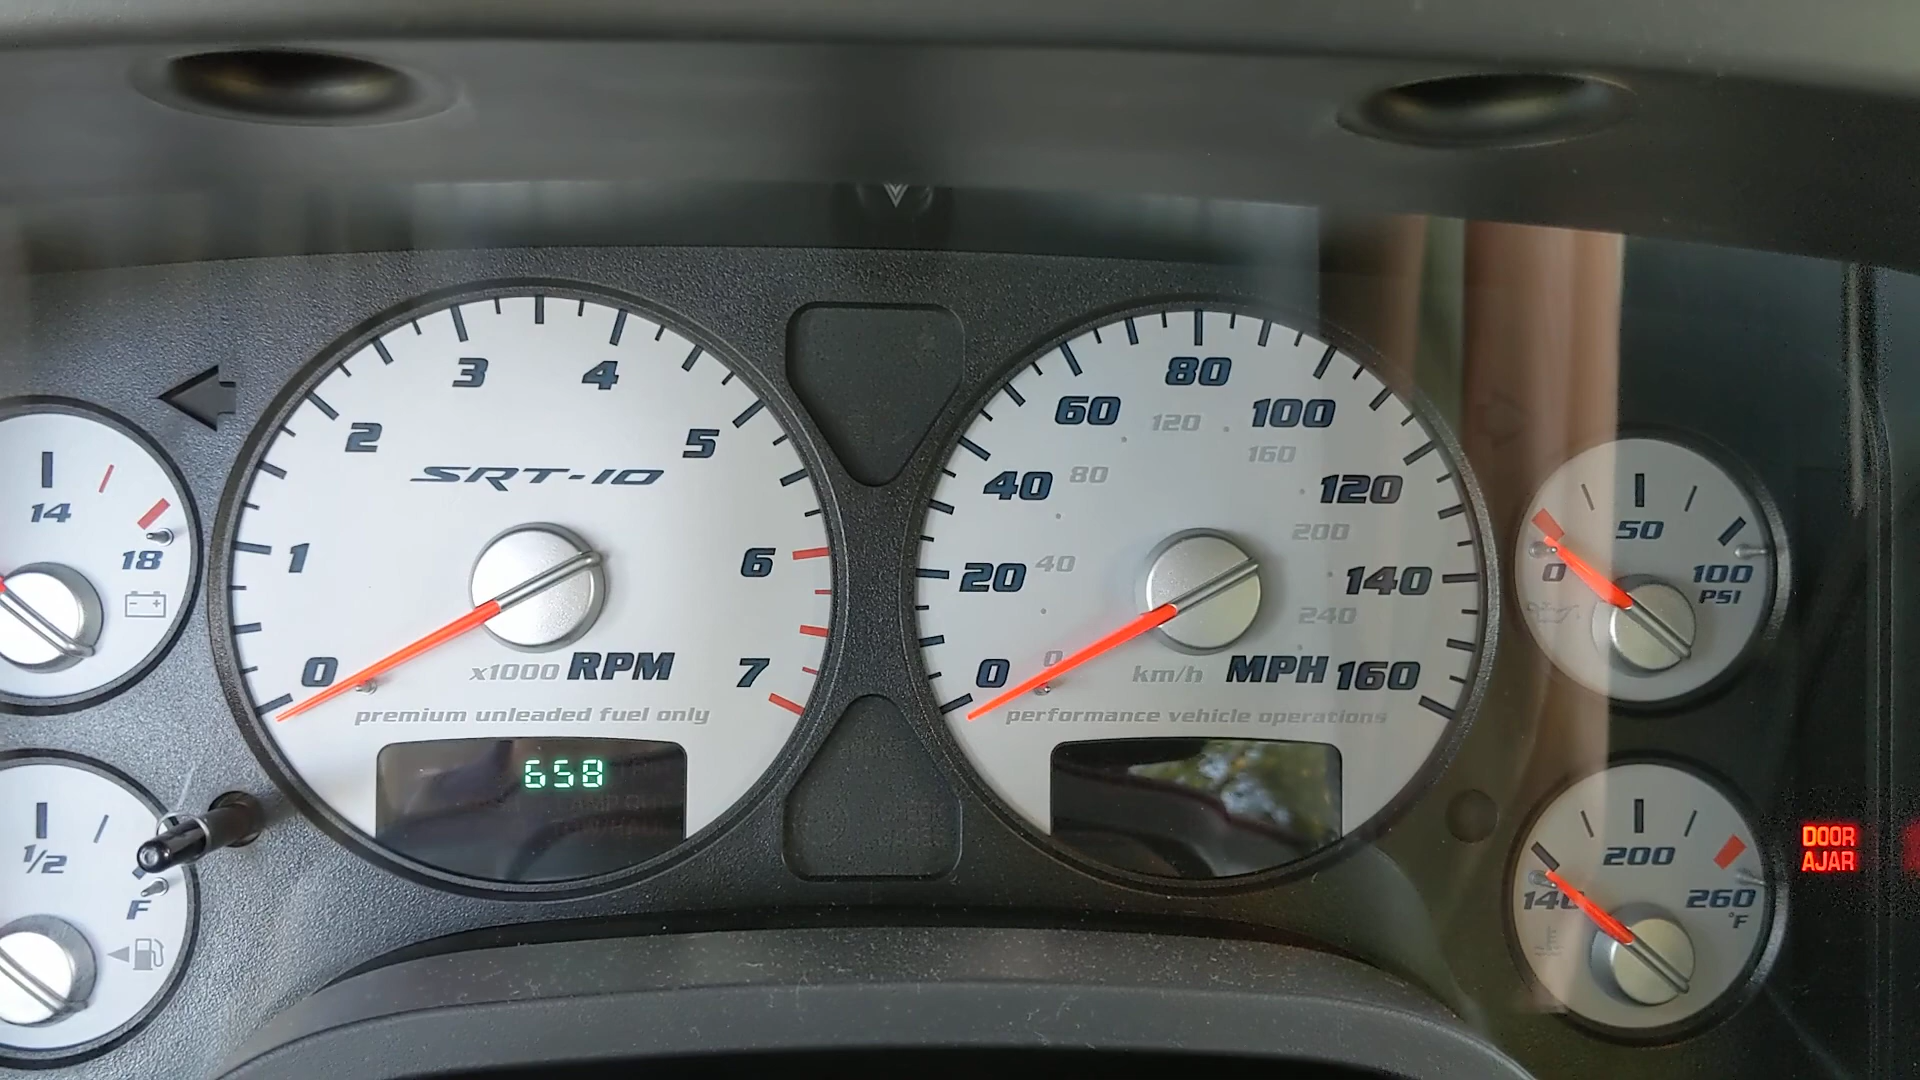 14
18
1/2
F
3 4
2 5
SRT-10
1 6
0 7
x1000 RPM
premium unleaded fuel only
658
80
60 100
120
160
40 120
80
200
20 140
40
240
0 160
0
km/h MPH
performance vehicle operations
50
0 100
PSI
200
140 260
°F
DOOR
AJAR